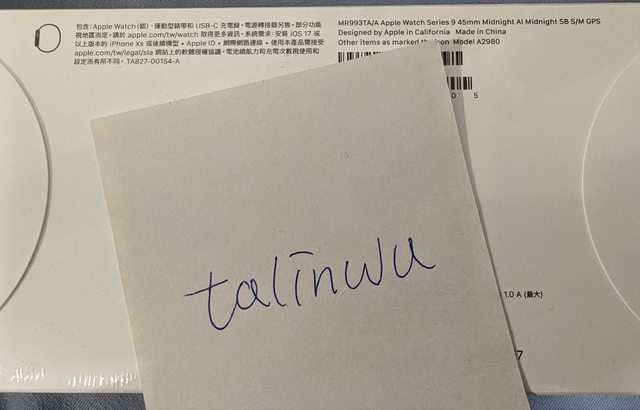 包含：Apple Watch (鋁)、運動型錶帶和 USB-C 充電線。電源轉接器另售。部分功能
視地區而定。請於 apple.com/tw/watch 取得更多資訊。系統需求：安裝 iOS 17 或
以上版本的 iPhone Xs 或後續機型・Apple ID・網際網路連線・使用本產品需接受
apple.com/tw/legal/sla 網站上的軟體授權協議。電池續航力和充電次數視使用和
設定而有所不同。 TA827-00154-A
MR993TA/A Apple Watch Series 9 45mm Midnight Al Midnight SB S/M GPS
Designed by Apple in California Made in China
Other items as marked thereon Model A2980
0 5
talinwu
1.0 A (最大)
7